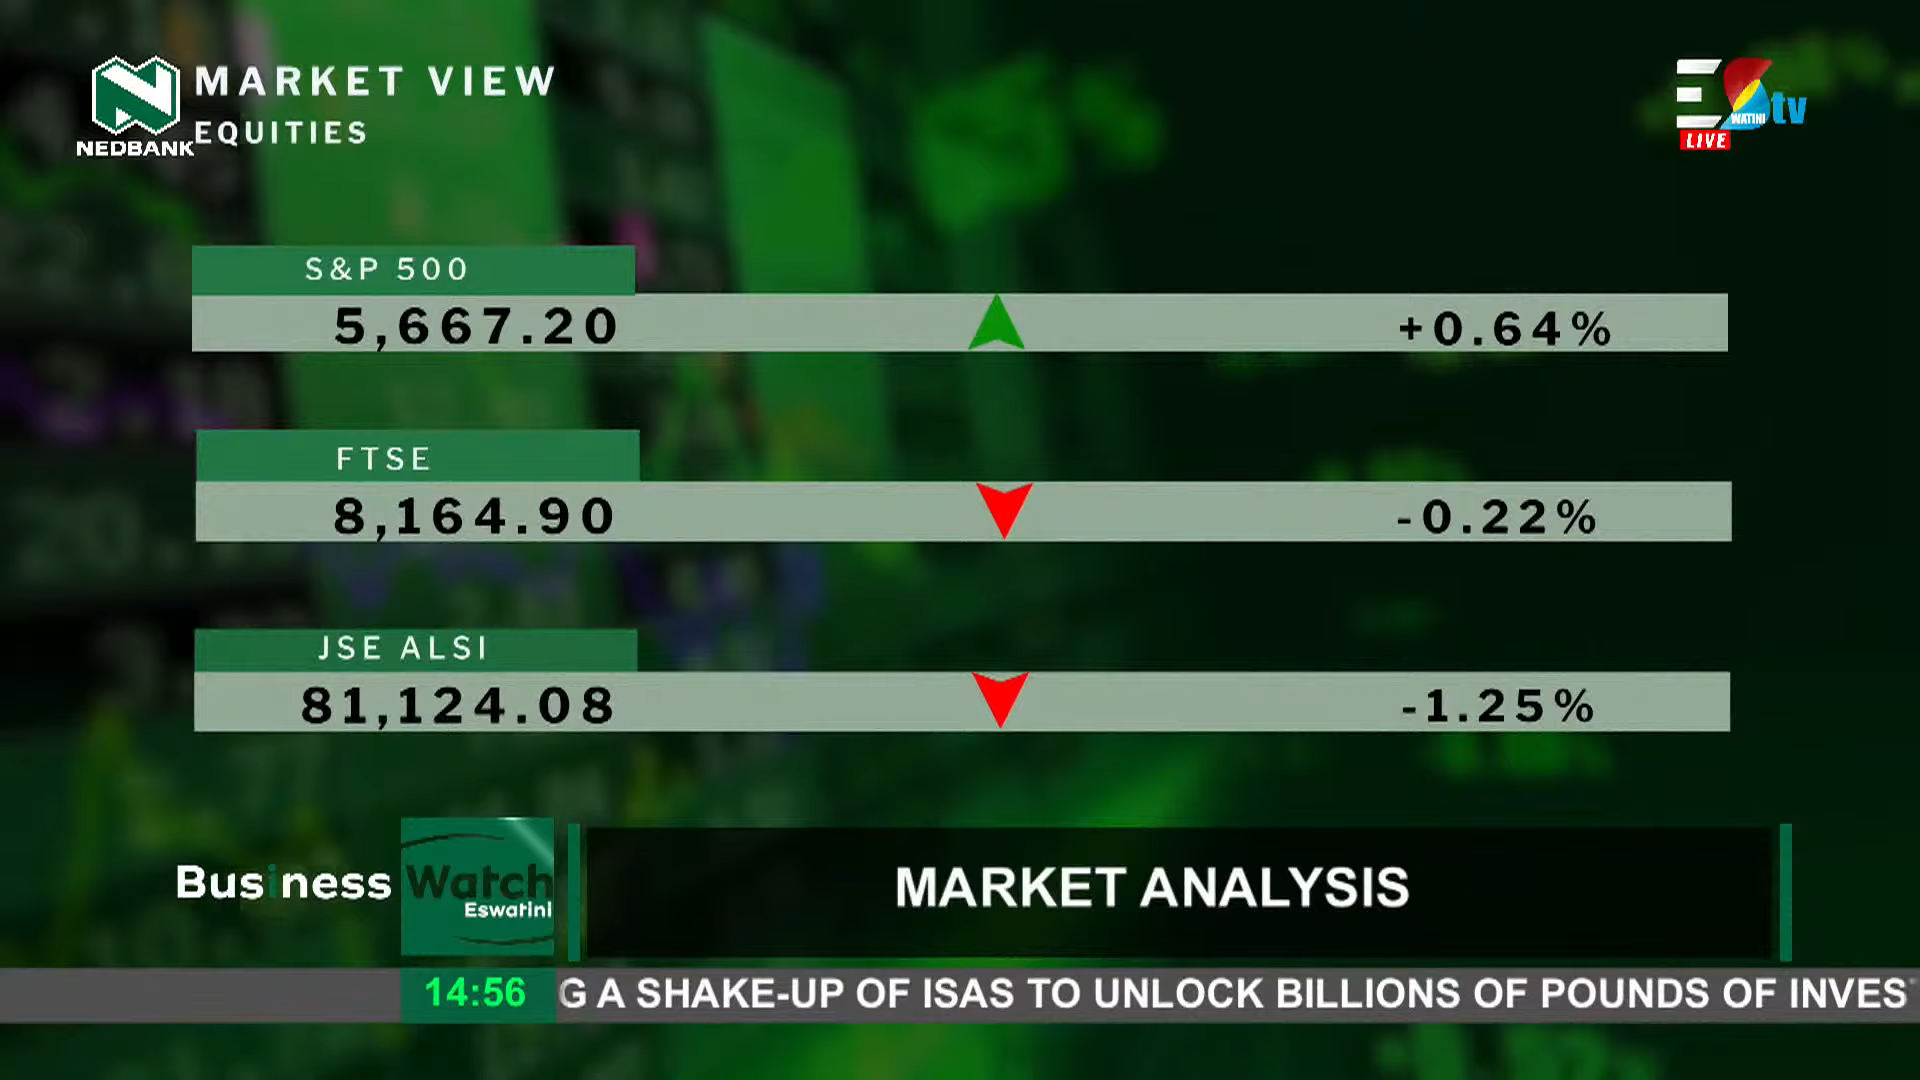 MARKET VIEW
EQUITIES
NEDBANK
E WATINI tv
LIVE
S&P 500
5,667.20 +0.64%
FTSE
8,164.90 -0.22%
JSE ALSI
81,124.08 -1.25%
Business Watch
Eswatini
MARKET ANALYSIS
14:56 G A SHAKE-UP OF ISAS TO UNLOCK BILLIONS OF POUNDS OF INVES